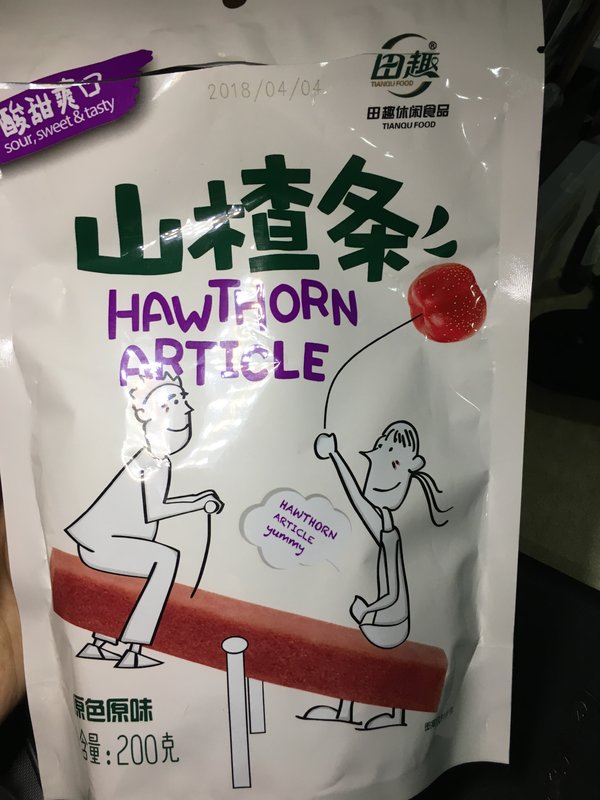 酸甜爽口
sour, sweet & tasty
2018/04/04
田趣®
TIANQU FOOD
田趣休闲食品
TIANQU FOOD
山楂条
HAWTHORN
ARTICLE
HAWTHORN
ARTICLE
yummy
原色原味
含量:200克